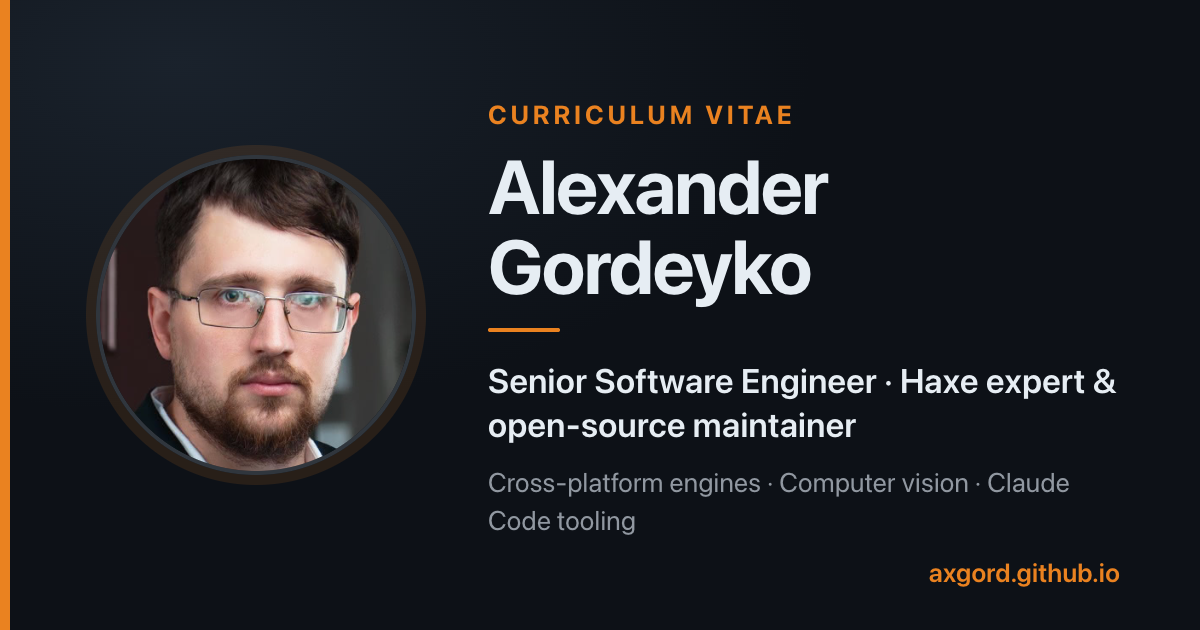 CURRICULUM VITAE
Alexander
Gordeyko
Senior Software Engineer · Haxe expert &
open-source maintainer
Cross-platform engines · Computer vision · Claude
Code tooling
axgord.github.io